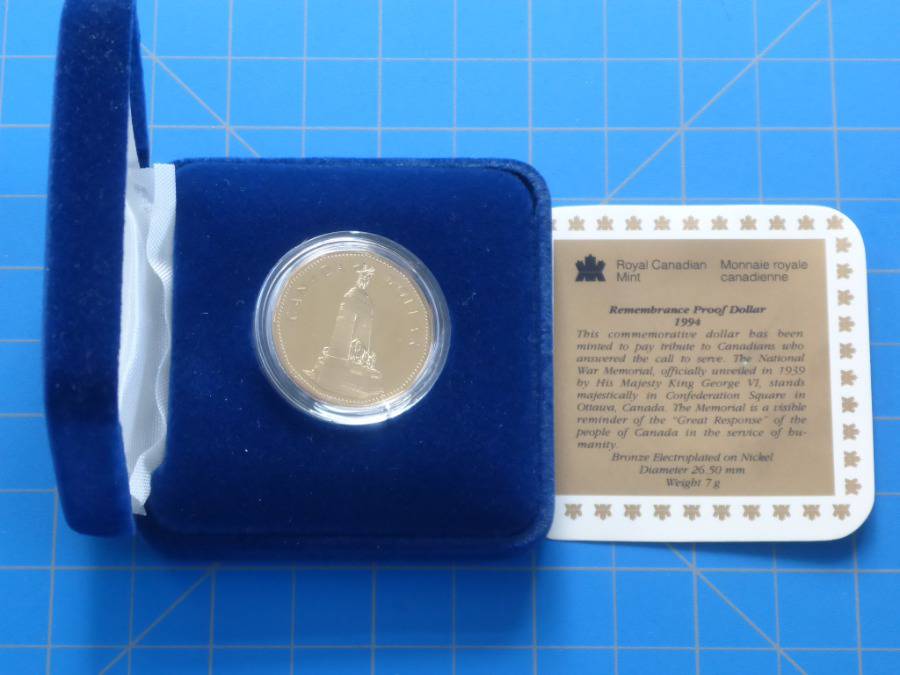 CANADA DOLLAR
Royal Canadian Mint
Monnaie royale canadienne
Remembrance Proof Dollar
1994
This commemorative dollar has been
minted to pay tribute to Canadians who
answered the call to serve. The National
War Memorial, officially unveiled in 1939
by His Majesty King George VI, stands
majestically in Confederation Square in
Ottawa, Canada. The Memorial is a visible
reminder of the "Great Response" of the
people of Canada in the service of hu-
manity.
Bronze Electroplated on Nickel
Diameter 26.50 mm
Weight 7 g